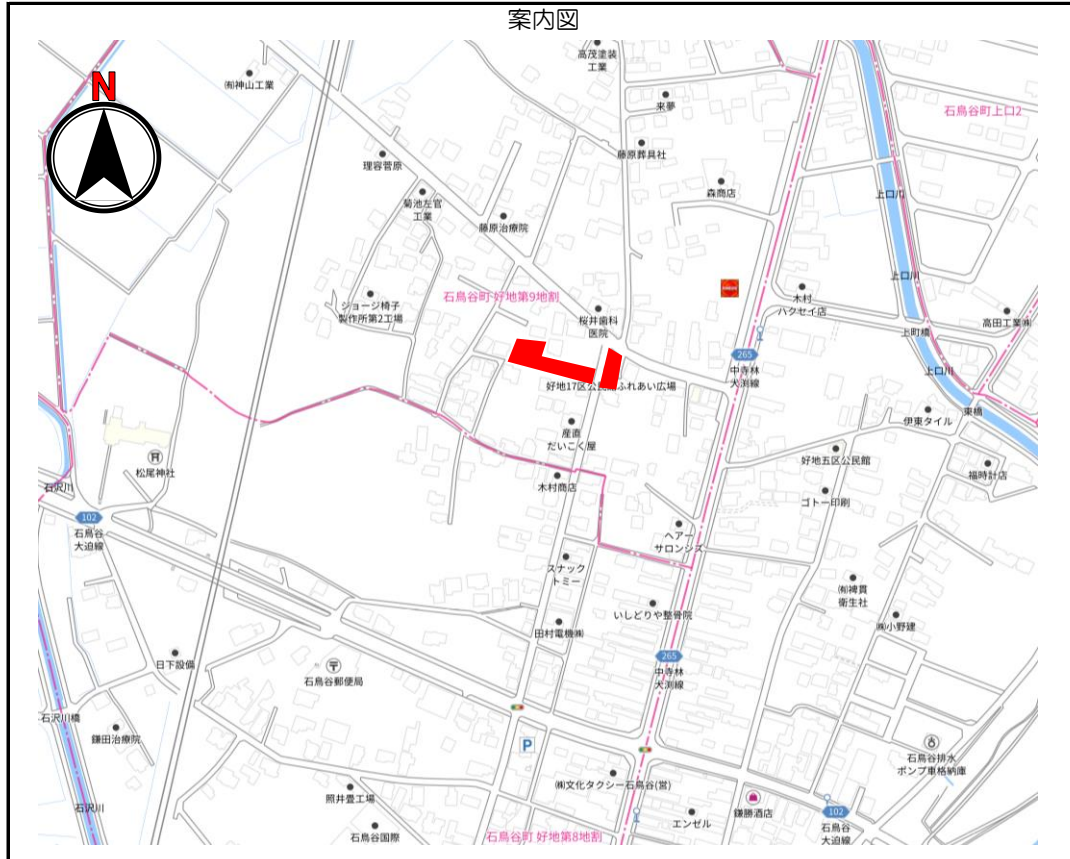 案内図
N
高茂塗装
工業
㈲神山工業
来夢
石鳥谷町上口2
藤原葬具社
理容菅原
森商店
菊池左官
工業
上口川
藤原治療院
石鳥谷町 好地第9地割
ジョージ椅子
製作所第2工場
桜井歯科
医院
木村
ハクセイ店
高田工業㈱
上町橋
265
中寺林
犬渕線
上口川
好地17区公民館ふれあい広場
東橋
伊東タイル
産直
だいこく屋
好地五区公民館
松尾神社
福時計店
木村商店
石沢川
ゴトー印刷
102
石鳥谷
大迫線
ヘアー
サロンシズ
スナック
トミー
㈲稗貫
衛生社
いしどりや整骨院
㈱小野建
田村電機㈱
日下設備
265
中寺林
犬渕線
石鳥谷郵便局
石沢川橋
鎌田治療院
P
石鳥谷排水
ポンプ車格納庫
㈱文化タクシー石鳥谷(営)
照井畳工場
石沢川
鎌勝酒店
102
エンゼル
石鳥谷
大迫線
石鳥谷国際
石鳥谷町 好地第8地割